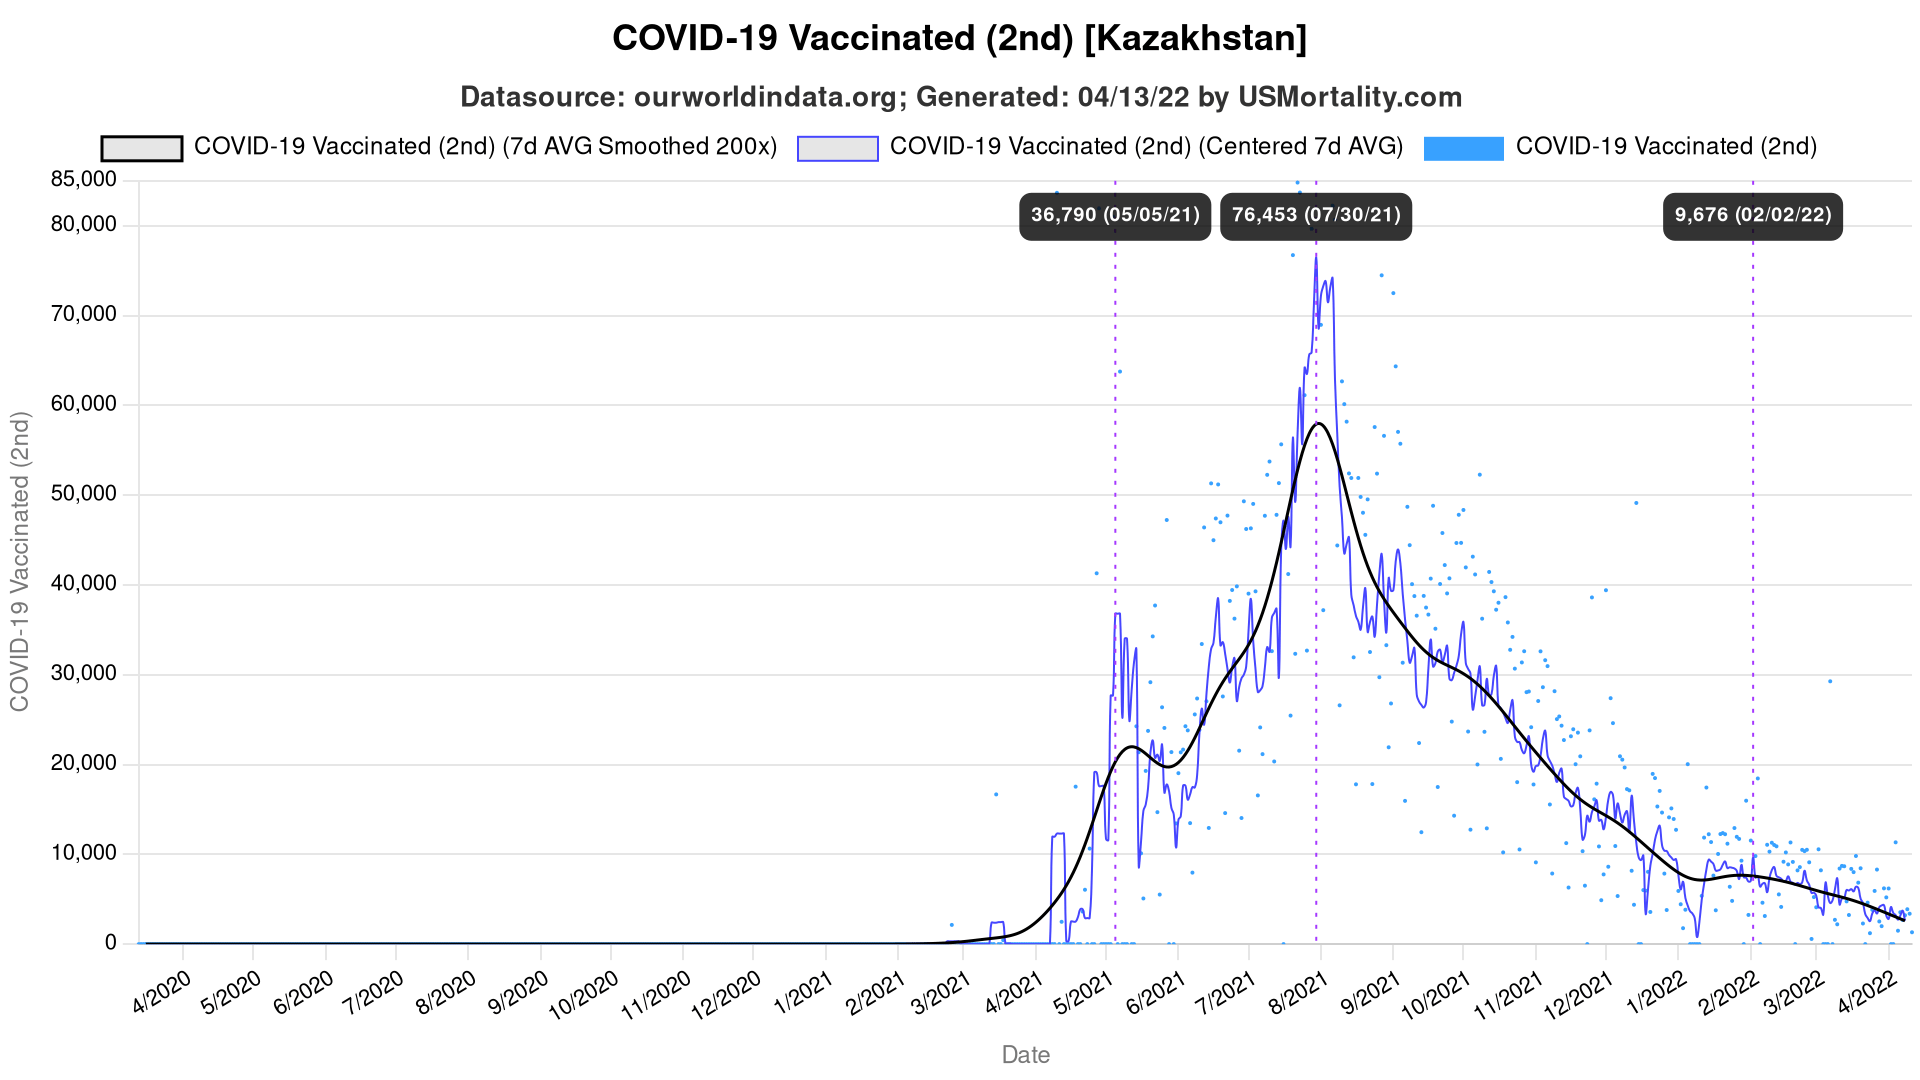 COVID-19 Vaccinated (2nd) [Kazakhstan]
Datasource: ourworldindata.org; Generated: 04/13/22 by USMortality.com
COVID-19 Vaccinated (2nd) (7d AVG Smoothed 200x) COVID-19 Vaccinated (2nd) (Centered 7d AVG) COVID-19 Vaccinated (2nd)
85,000
80,000
70,000
60,000
50,000
40,000
30,000
20,000
10,000
0
COVID-19 Vaccinated (2nd)
36,790 (05/05/21) 76,453 (07/30/21) 9,676 (02/02/22)
4/2020 5/2020 6/2020 7/2020 8/2020 9/2020 10/2020 11/2020 12/2020 1/2021 2/2021 3/2021 4/2021 5/2021 6/2021 7/2021 8/2021 9/2021 10/2021 11/2021 12/2021 1/2022 2/2022 3/2022 4/2022
Date